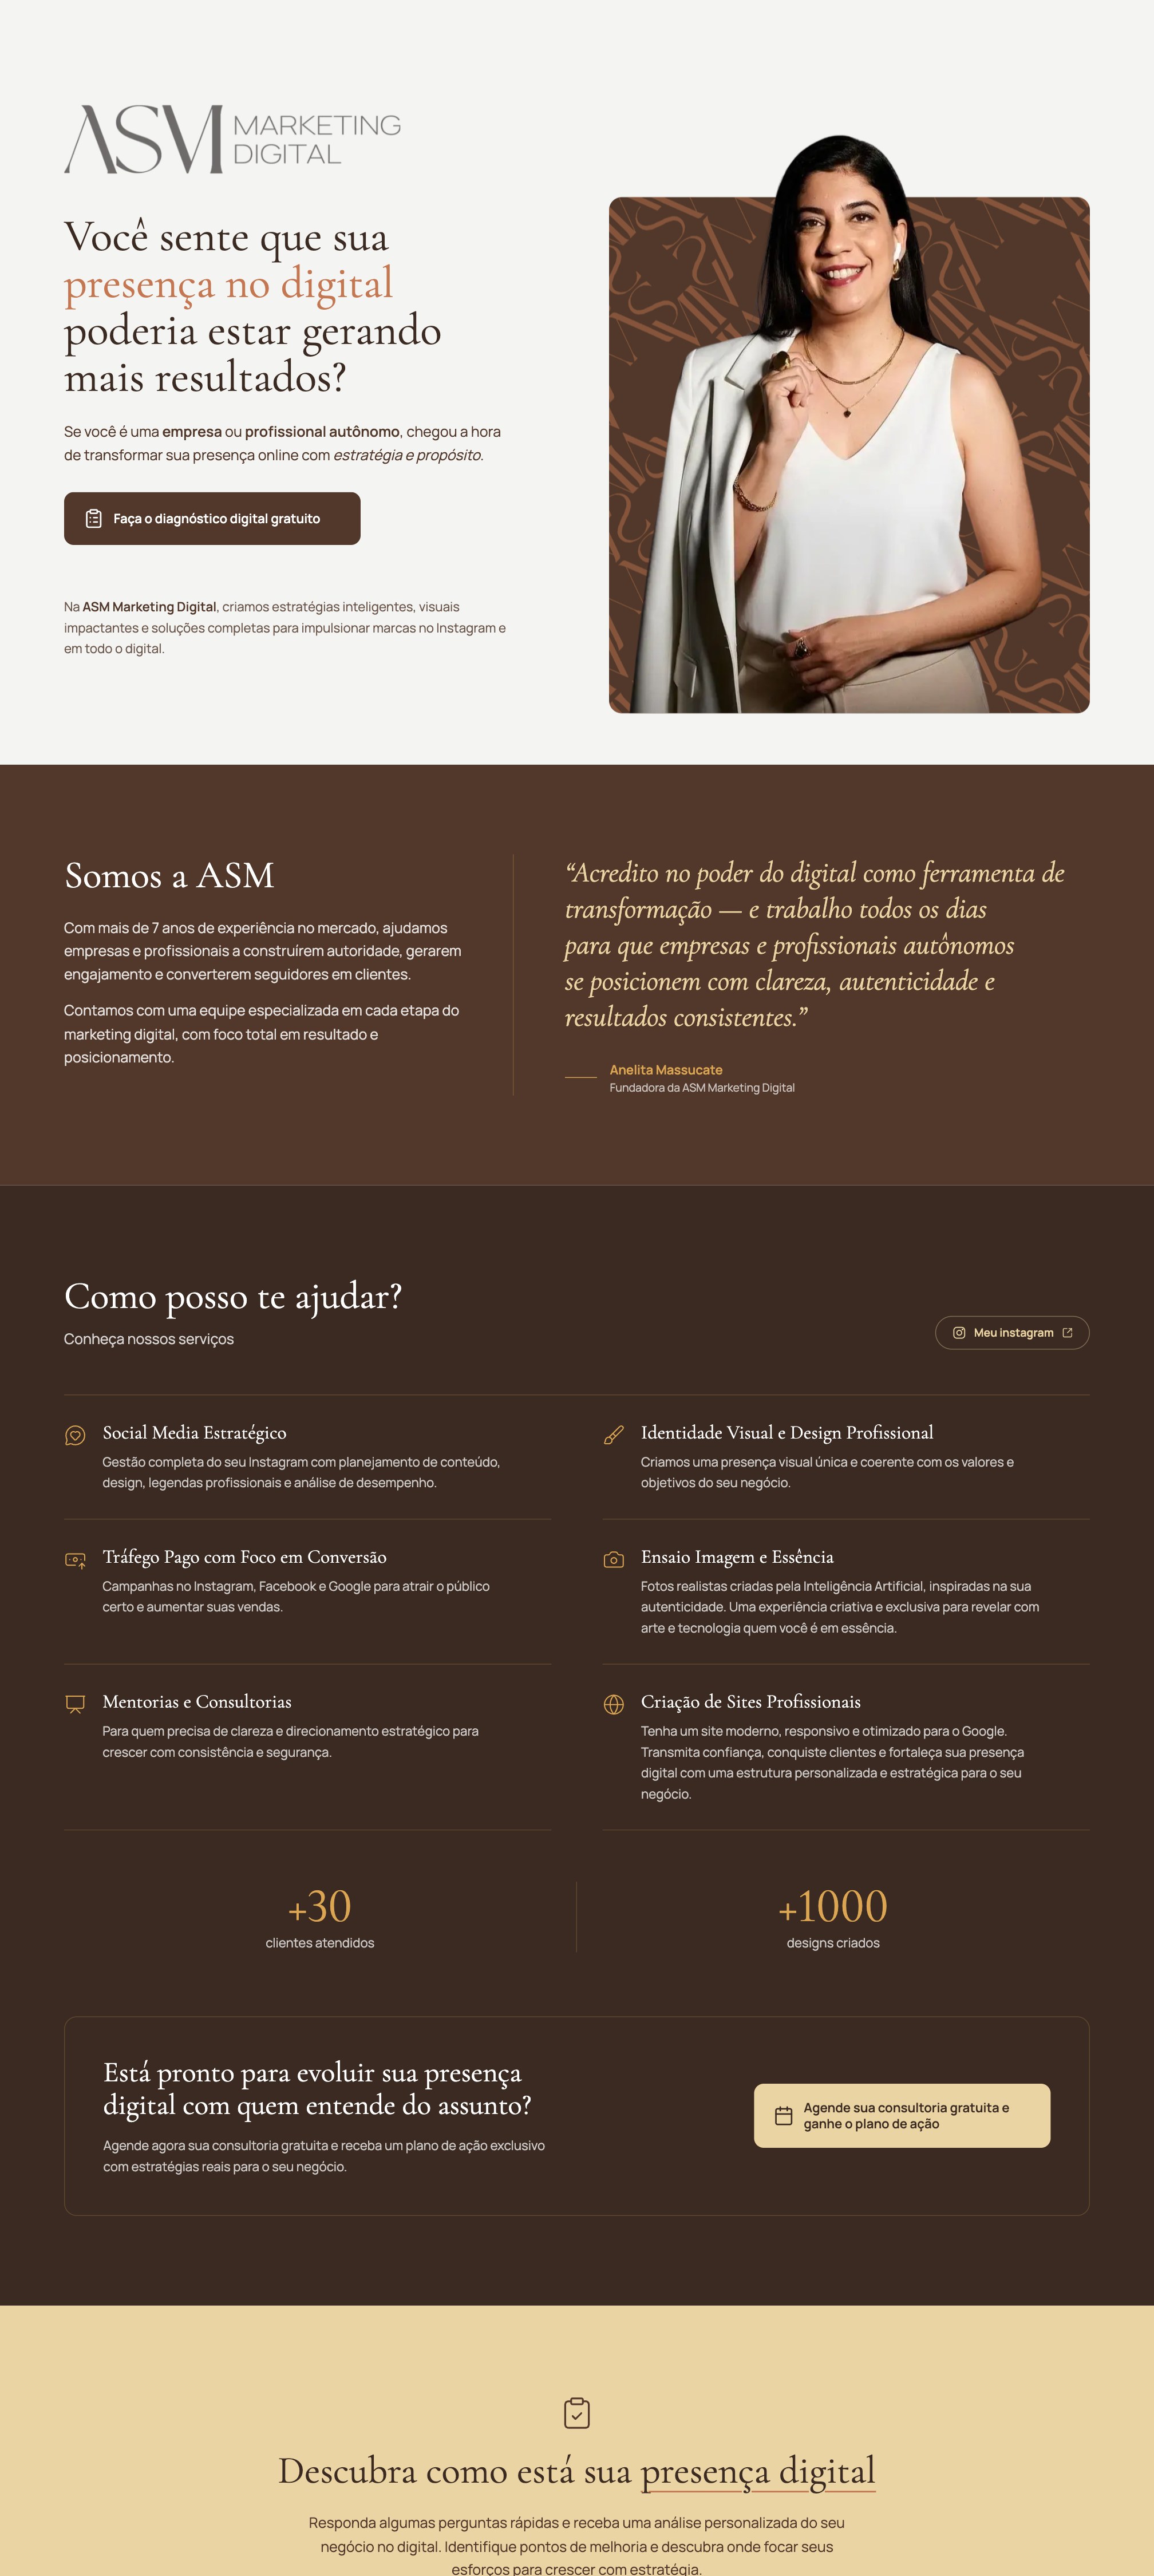 ASM MARKETING
DIGITAL
Você sente que sua
presença no digital
poderia estar gerando
mais resultados?
Se você é uma empresa ou profissional autônomo, chegou a hora
de transformar sua presença online com estratégia e propósito.
Faça o diagnóstico digital gratuito
Na ASM Marketing Digital, criamos estratégias inteligentes, visuais
impactantes e soluções completas para impulsionar marcas no Instagram e
em todo o digital.
Somos a ASM
Com mais de 7 anos de experiência no mercado, ajudamos
empresas e profissionais a construírem autoridade, gerarem
engajamento e converterem seguidores em clientes.
Contamos com uma equipe especializada em cada etapa do
marketing digital, com foco total em resultado e
posicionamento.
“Acredito no poder do digital como ferramenta de
transformação — e trabalho todos os dias
para que empresas e profissionais autônomos
se posicionem com clareza, autenticidade e
resultados consistentes.”
Anelita Massucate
Fundadora da ASM Marketing Digital
Como posso te ajudar?
Conheça nossos serviços
Meu instagram
Social Media Estratégico
Gestão completa do seu Instagram com planejamento de conteúdo,
design, legendas profissionais e análise de desempenho.
Identidade Visual e Design Profissional
Criamos uma presença visual única e coerente com os valores e
objetivos do seu negócio.
Tráfego Pago com Foco em Conversão
Campanhas no Instagram, Facebook e Google para atrair o público
certo e aumentar suas vendas.
Ensaio Imagem e Essência
Fotos realistas criadas pela Inteligência Artificial, inspiradas na sua
autenticidade. Uma experiência criativa e exclusiva para revelar com
arte e tecnologia quem você é em essência.
Mentorias e Consultorias
Para quem precisa de clareza e direcionamento estratégico para
crescer com consistência e segurança.
Criação de Sites Profissionais
Tenha um site moderno, responsivo e otimizado para o Google.
Transmita confiança, conquiste clientes e fortaleça sua presença
digital com uma estrutura personalizada e estratégica para o seu
negócio.
+30
clientes atendidos
+1000
designs criados
Está pronto para evoluir sua presença
digital com quem entende do assunto?
Agende agora sua consultoria gratuita e receba um plano de ação exclusivo
com estratégias reais para o seu negócio.
Agende sua consultoria gratuita e
ganhe o plano de ação
Descubra como está sua presença digital
Responda algumas perguntas rápidas e receba uma análise personalizada do seu
negócio no digital. Identifique pontos de melhoria e descubra onde focar seus
esforços para crescer com estratégia.